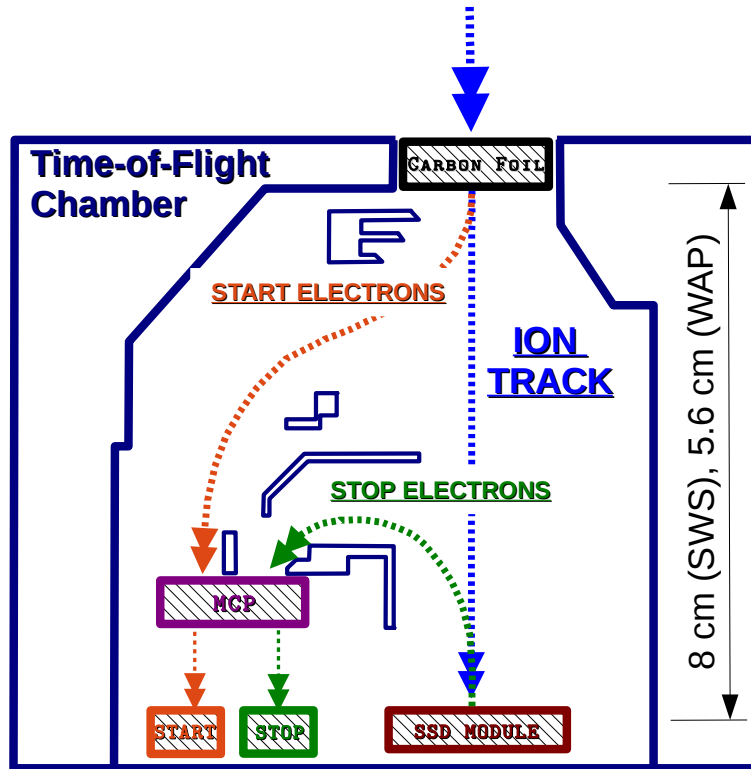 CARBON FOIL
Time-of-Flight
Chamber
START ELECTRONS
ION
TRACK
8 cm (SWS), 5.6 cm (WAP)
STOP ELECTRONS
MCP
START
STOP
SSD MODULE